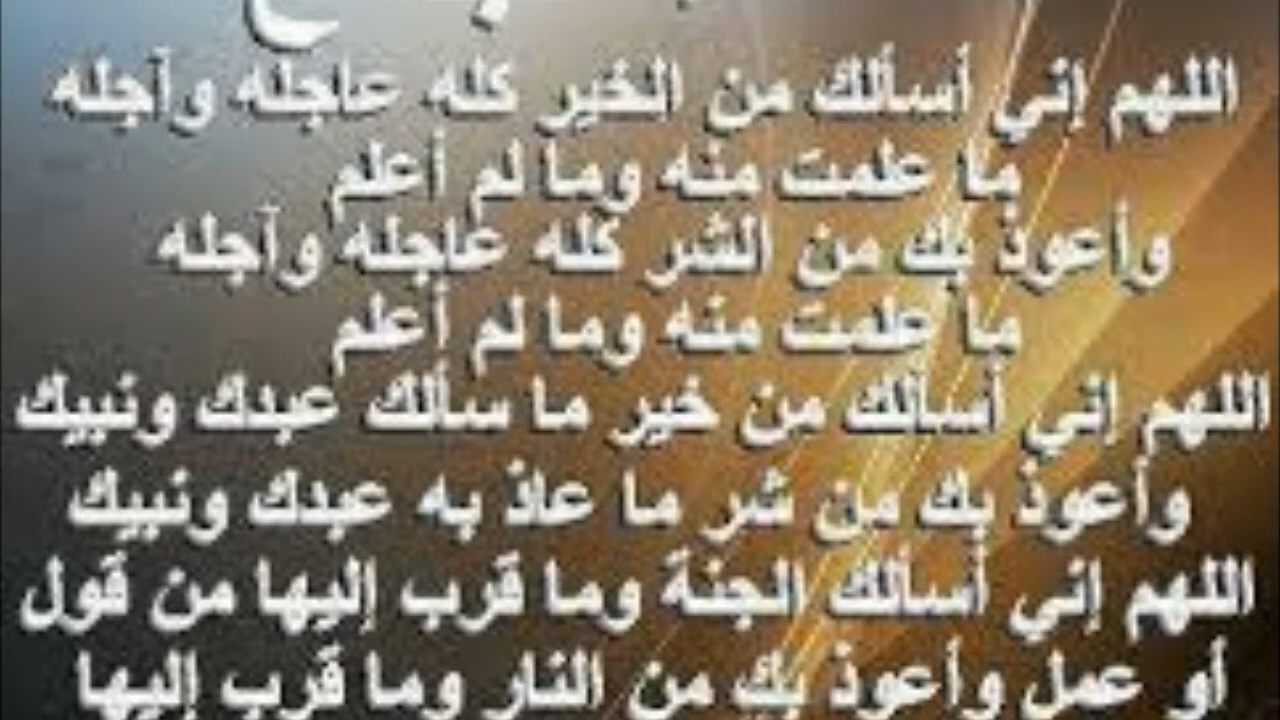 اللهم إني أسألك من الخير كله عاجله وآجله
ما علمت منه وما لم أعلم
وأعوذ بك من الشر كله عاجله وآجله
ما علمت منه وما لم أعلم
اللهم إني أسألك من خير ما سألك عبدك ونبيك
وأعوذ بك من شر ما عاذ به عبدك ونبيك
اللهم إني أسألك الجنة وما قرب إليها من قول
أو عمل وأعوذ بك من النار وما قرب إليها